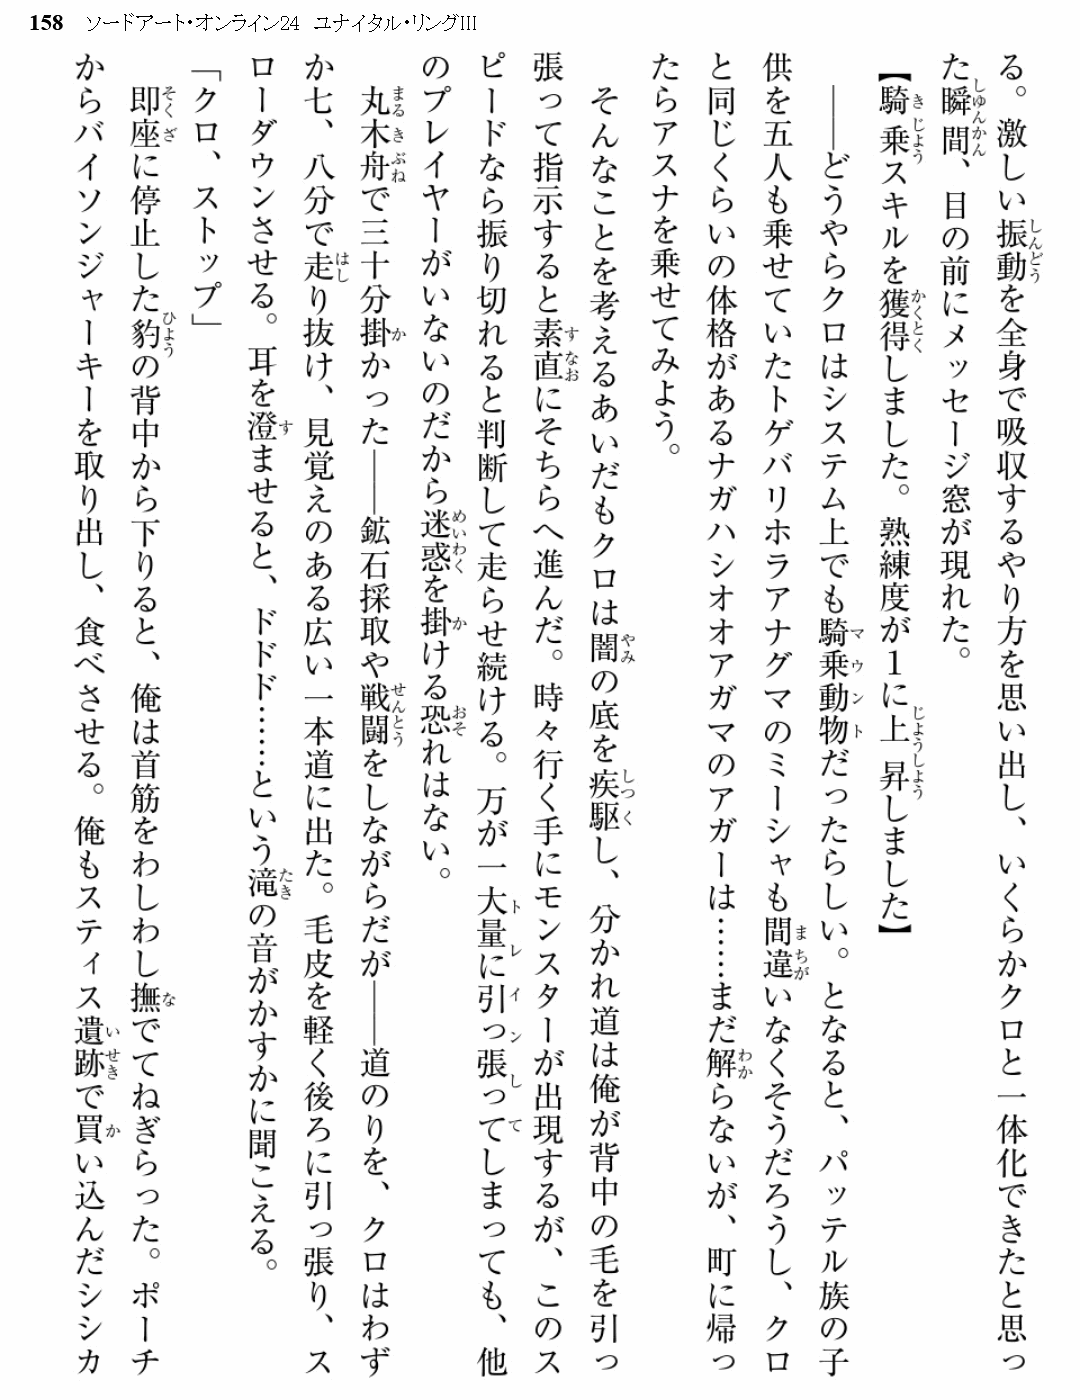 158 ソードアート・オンライン24 ユナイタル・リングIII
る。激しい振動を全身で吸収するやり方を思い出し、いくらかクロと一体化できたと思っ
た瞬間、目の前にメッセージ窓が現れた。
【騎乗スキルを獲得しました。熟練度が１に上昇しました】
――どうやらクロはシステム上でも騎乗動物だったらしい。となると、パッテル族の子
供を五人も乗せていたトゲバリホラアナグマのミーシャも間違いなくそうだろうし、クロ
と同じくらいの体格があるナガハシオオアガマのアガーは……まだ解らないが、町に帰っ
たらアスナを乗せてみよう。
そんなことを考えるあいだもクロは闇の底を疾駆し、分かれ道は俺が背中の毛を引っ
張って指示すると素直にそちらへ進んだ。時々行く手にモンスターが出現するが、このス
ピードなら振り切れると判断して走らせ続ける。万が一大量に引っ張ってしまっても、他
のプレイヤーがいないのだから迷惑を掛ける恐れはない。
丸木舟で三十分掛かった――鉱石採取や戦闘をしながらだが――道のりを、クロはわず
か七、八分で走り抜け、見覚えのある広い一本道に出た。毛皮を軽く後ろに引っ張り、ス
ローダウンさせる。耳を澄ませると、ドドド……という滝の音がかすかに聞こえる。
「クロ、ストップ」
即座に停止した豹の背中から下りると、俺は首筋をわしわし撫でてねぎらった。ポーチ
からバイソンジャーキーを取り出し、食べさせる。俺もスティス遺跡で買い込んだシシカ